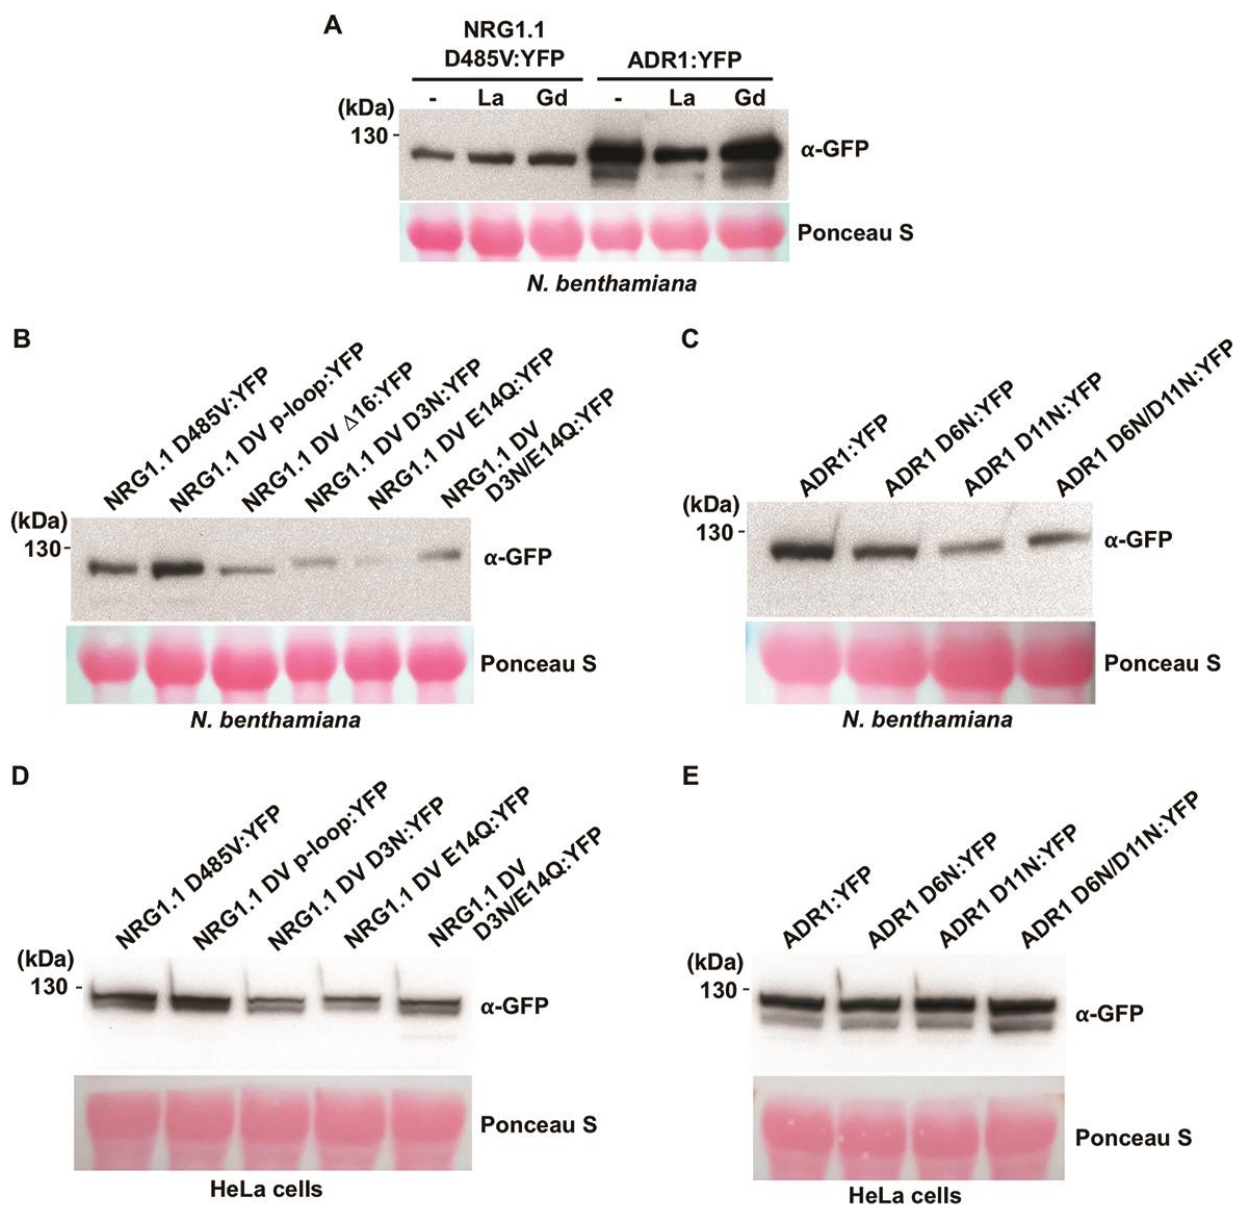 A
NRG1.1
D485V:YFP
ADR1:YFP
- La Gd - La Gd
(kDa)
130
α-GFP
Ponceau S
N. benthamiana
B
NRG1.1 D485V:YFP
NRG1.1 DV p-loop:YFP
NRG1.1 DV Δ16:YFP
NRG1.1 DV D3N:YFP
NRG1.1 DV E14Q:YFP
NRG1.1 DV
D3N/E14Q:YFP
(kDa)
130
α-GFP
Ponceau S
N. benthamiana
C
ADR1:YFP
ADR1 D6N:YFP
ADR1 D11N:YFP
ADR1 D6N/D11N:YFP
(kDa)
130
α-GFP
Ponceau S
N. benthamiana
D
NRG1.1 D485V:YFP
NRG1.1 DV p-loop:YFP
NRG1.1 DV D3N:YFP
NRG1.1 DV E14Q:YFP
NRG1.1 DV
D3N/E14Q:YFP
(kDa)
130
α-GFP
Ponceau S
HeLa cells
E
ADR1:YFP
ADR1 D6N:YFP
ADR1 D11N:YFP
ADR1 D6N/D11N:YFP
(kDa)
130
α-GFP
Ponceau S
HeLa cells